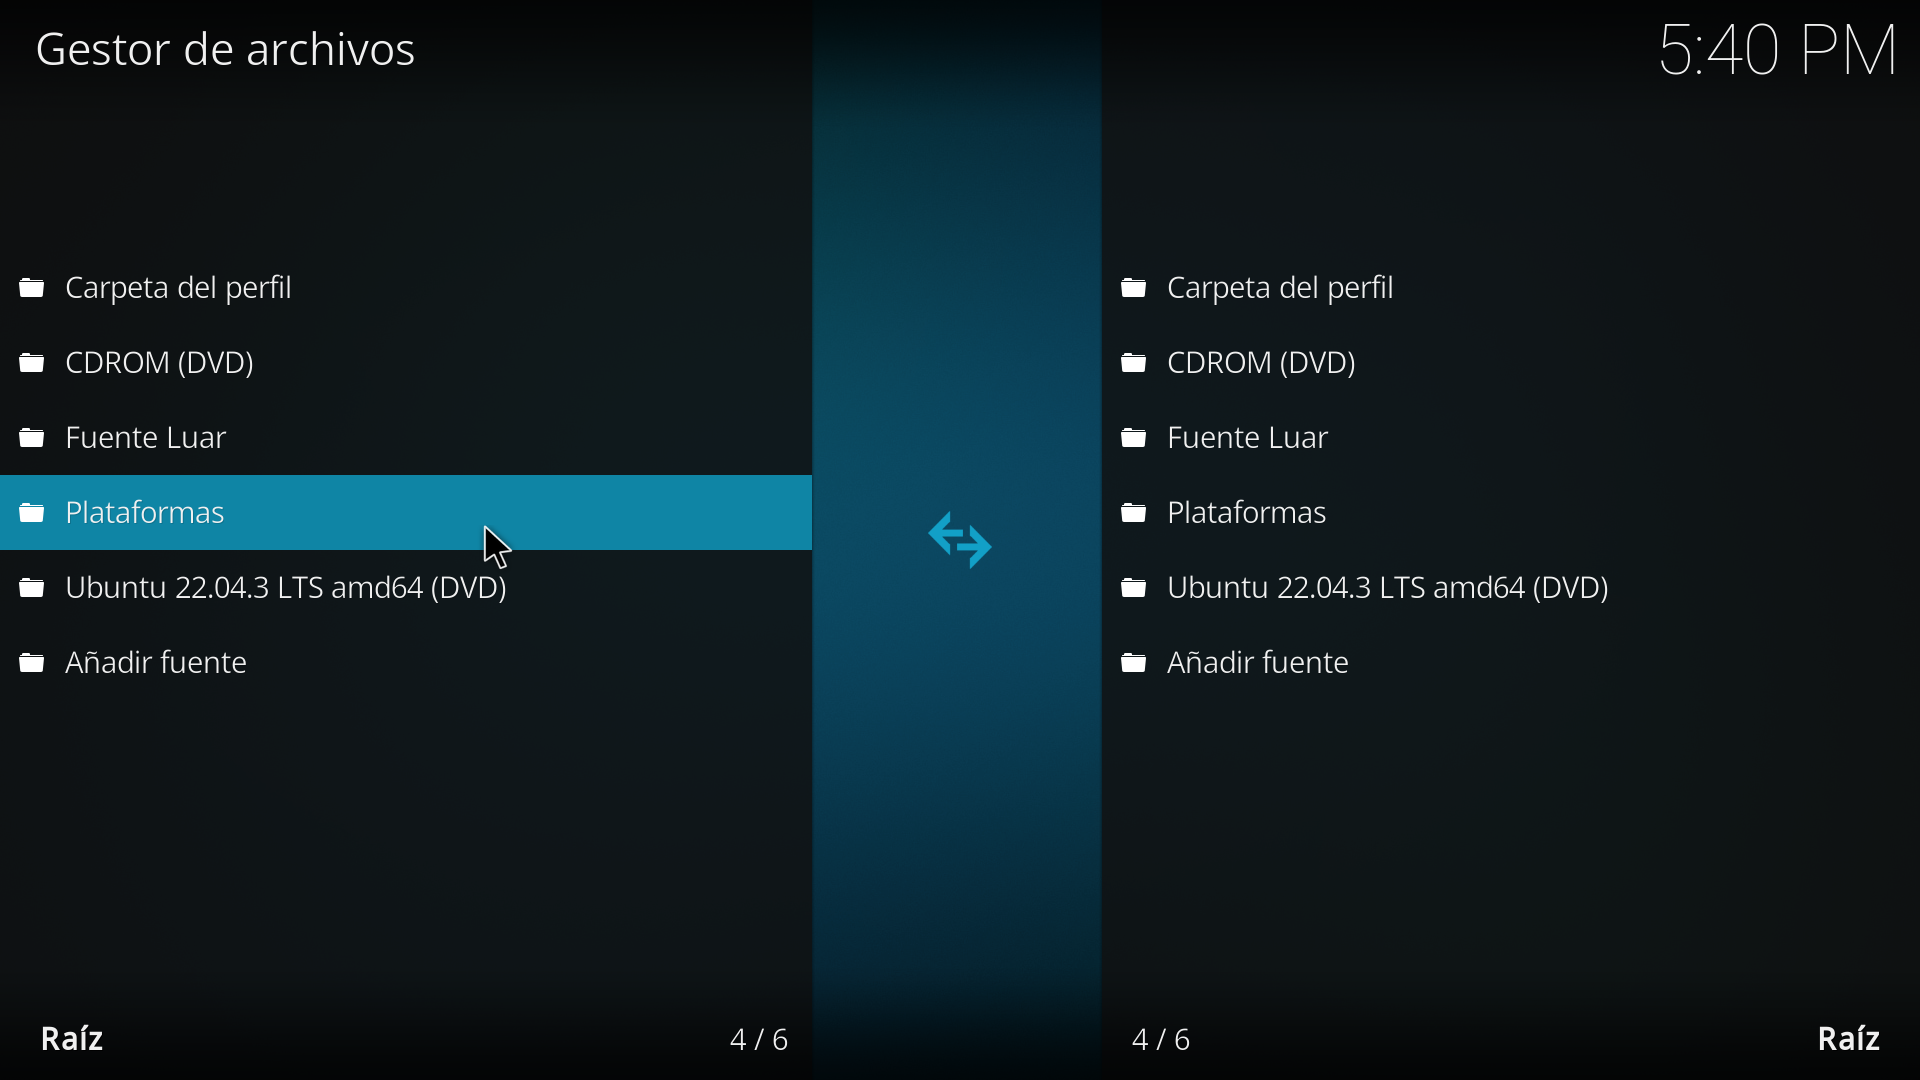 Gestor de archivos
5:40 PM
Carpeta del perfil
CDROM (DVD)
Fuente Luar
Plataformas
Ubuntu 22.04.3 LTS amd64 (DVD)
Añadir fuente
Carpeta del perfil
CDROM (DVD)
Fuente Luar
Plataformas
Ubuntu 22.04.3 LTS amd64 (DVD)
Añadir fuente
Raíz
4 / 6
4 / 6
Raíz